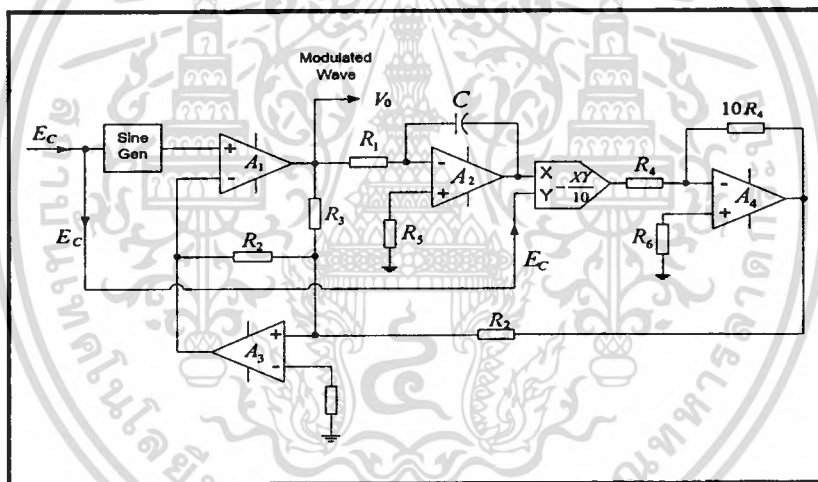 Modulated
Wave
V₀
E_C
Sine
Gen
+
-
A₁
R₁
C
-
+
A₂
R₅
X
Y
-XY/10
R₄
10R₄
-
+
A₄
R₆
R₃
E_C
R₂
E_C
R₂
+
-
A₃